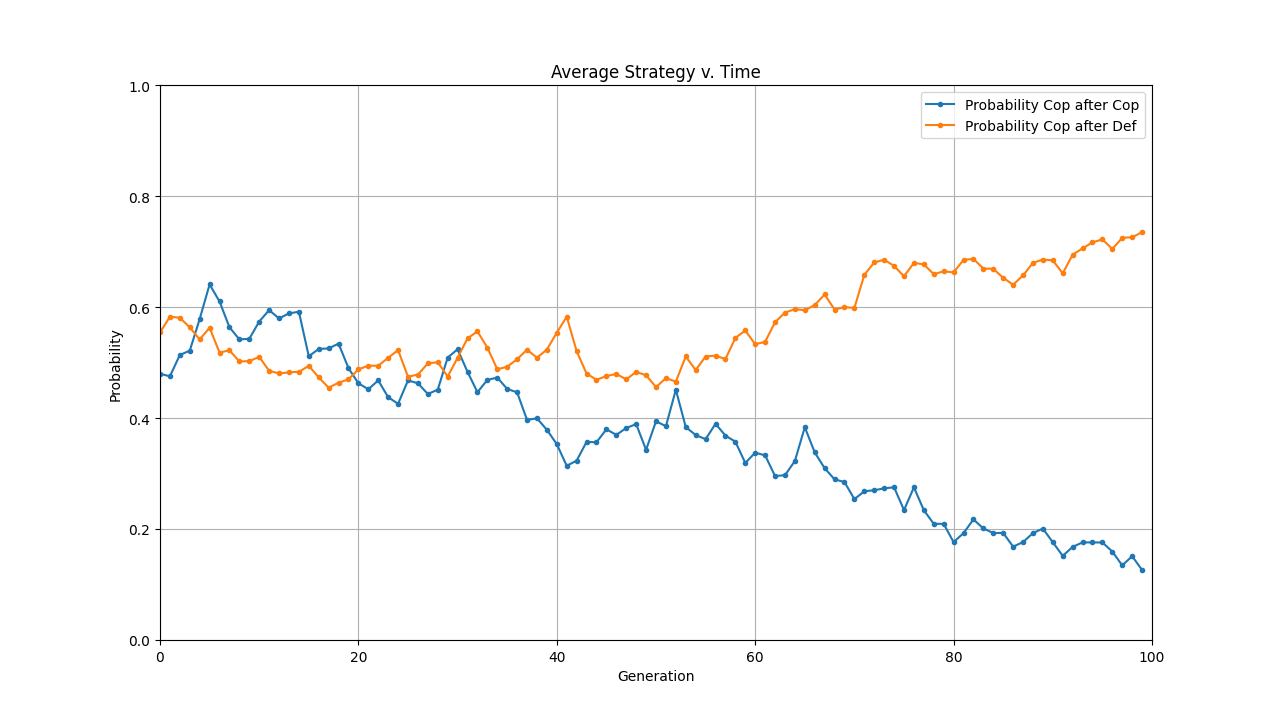 Average Strategy v. Time
Probability Cop after Cop
Probability Cop after Def
1.0
0.8
0.6
0.4
0.2
0.0
Probability
0 20 40 60 80 100
Generation